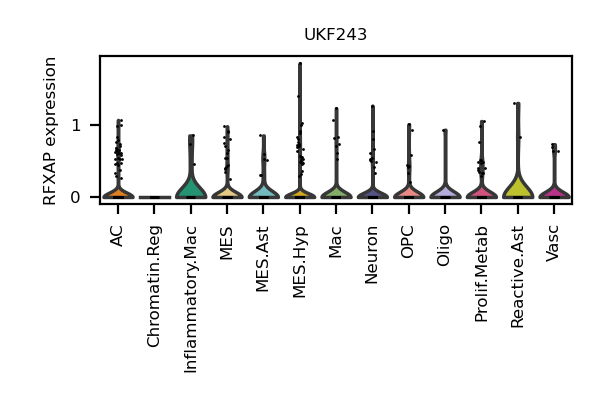 UKF243
RFXAP expression
1
0
AC
Chromatin.Reg
Inflammatory.Mac
MES
MES.Ast
MES.Hyp
Mac
Neuron
OPC
Oligo
Prolif.Metab
Reactive.Ast
Vasc